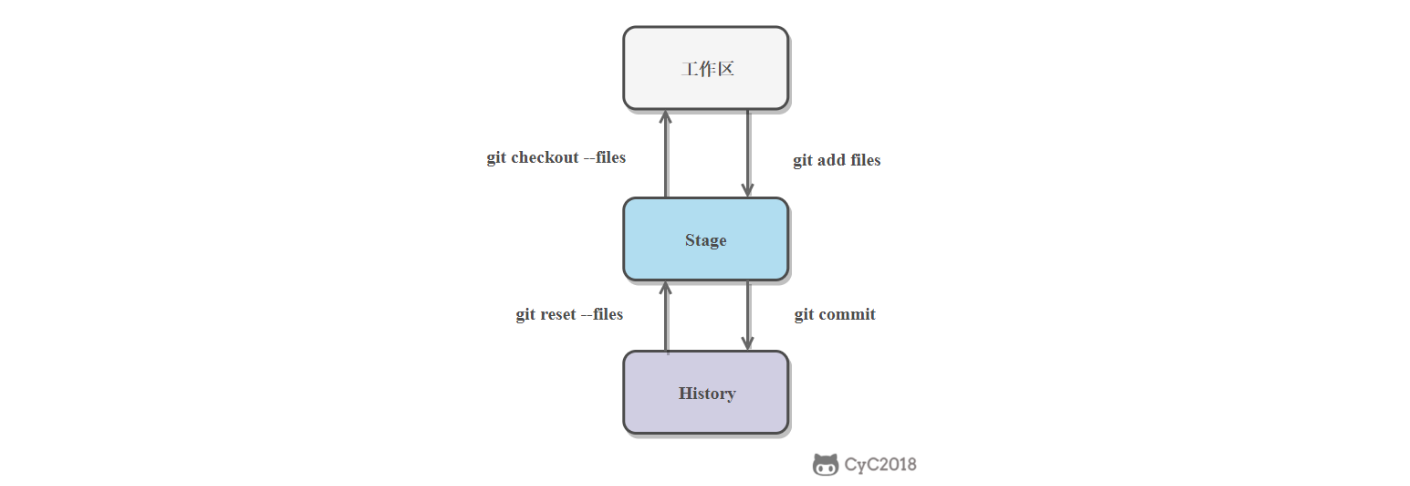 工作区
git checkout --files
git add files
Stage
git reset --files
git commit
History
CyC2018